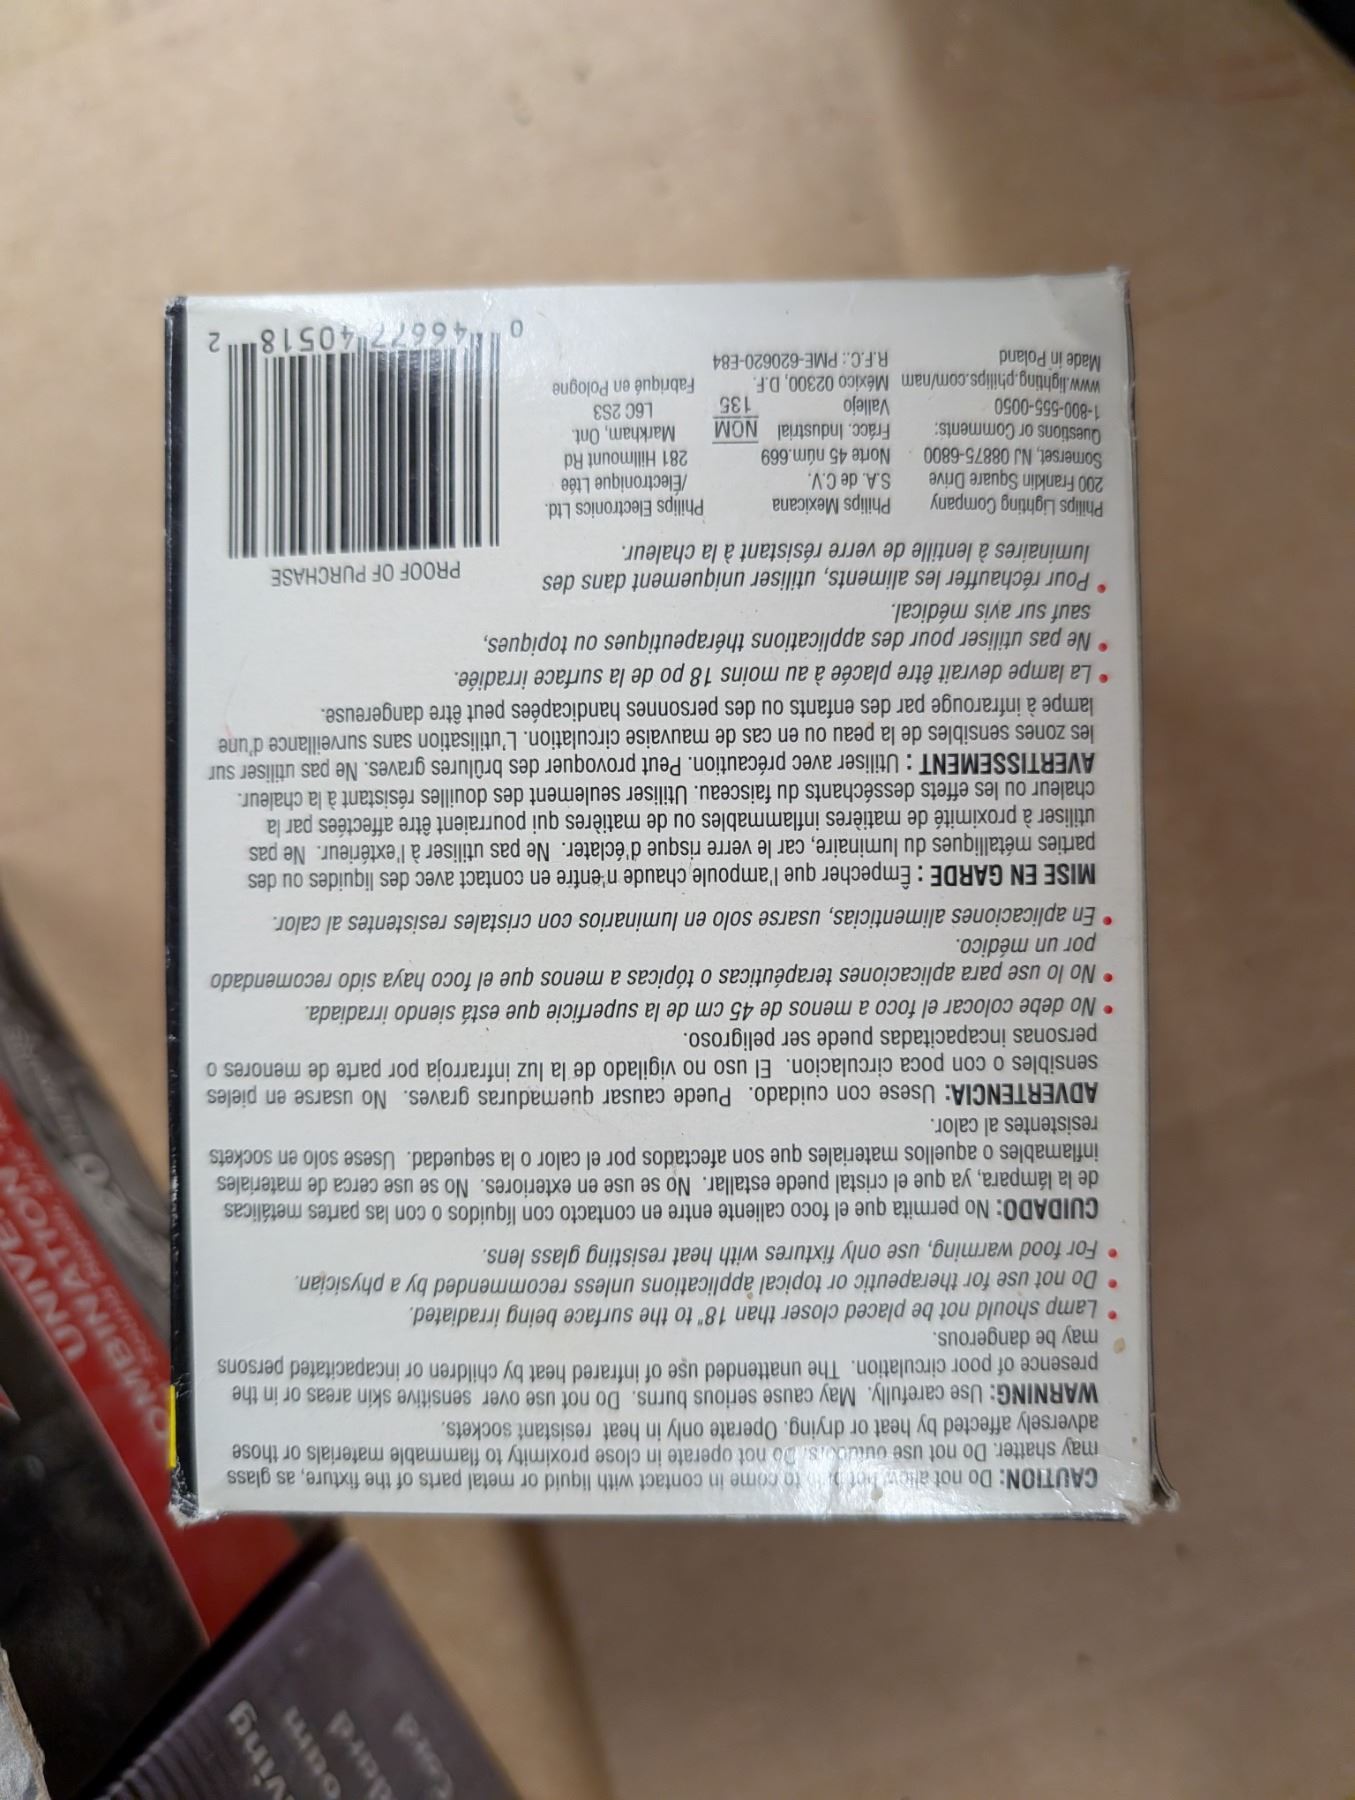 CAUTION: Do not allow hot bulb to come in contact with liquid or metal parts of the fixture, as glass
may shatter. Do not use outdoors. Do not operate in close proximity to flammable materials or those
adversely affected by heat or drying. Operate only in heat resistant sockets.
WARNING: Use carefully. May cause serious burns. Do not use over sensitive skin areas or in the
presence of poor circulation. The unattended use of infrared heat by children or incapacitated persons
may be dangerous.
• Lamp should not be placed closer than 18" to the surface being irradiated.
• Do not use for therapeutic or topical applications unless recommended by a physician.
• For food warming, use only fixtures with heat resisting glass lens.
CUIDADO: No permita que el foco caliente entre en contacto con líquidos o con las partes metálicas
de la lámpara, ya que el cristal puede estallar. No se use en exteriores. No se use cerca de materiales
inflamables o aquellos materiales que son afectados por el calor o la sequedad. Usese solo en sockets
resistentes al calor.
ADVERTENCIA: Usese con cuidado. Puede causar quemaduras graves. No usarse en pieles
sensibles o con poca circulacion. El uso no vigilado de la luz infrarroja por parte de menores o
personas incapacitadas puede ser peligroso.
• No debe colocar el foco a menos de 45 cm de la superficie que está siendo irradiada.
• No lo use para aplicaciones terapéuticas o tópicas a menos que el foco haya sido recomendado
por un médico.
• En aplicaciones alimenticias, usarse solo en luminarios con cristales resistentes al calor.
MISE EN GARDE : Empecher que l'ampoule chaude n'entre en contact avec des liquides ou des
parties métalliques du luminaire, car le verre risque d'éclater. Ne pas utiliser à l'extérieur. Ne pas
utiliser à proximité de matières inflammables ou de matières qui pourraient être affectées par la
chaleur ou les effets desséchants du faisceau. Utiliser seulement des douilles résistant à la chaleur.
AVERTISSEMENT : Utiliser avec précaution. Peut provoquer des brûlures graves. Ne pas utiliser sur
les zones sensibles de la peau ou en cas de mauvaise circulation. L'utilisation sans surveillance d'une
lampe à infrarouge par des enfants ou des personnes handicapées peut être dangereuse.
• La lampe devrait être placée à au moins 18 po de la surface irradiée.
• Ne pas utiliser pour des applications thérapeutiques ou topiques,
sauf sur avis médical.
• Pour réchauffer les aliments, utiliser uniquement dans des
luminaires à lentille de verre résistant à la chaleur.
Philips Lighting Company
200 Franklin Square Drive
Somerset, NJ 08875-6800
Questions or Comments:
1-800-555-0050
www.lighting.philips.com/nam
Made in Poland
Philips Mexicana
S.A. de C.V.
Norte 45 núm.669
Frácc. Industrial
Vallejo
México 02300, D.F.
R.F.C.: PME-620620-E84
NOM
135
Philips Electronics Ltd.
/Électronique Ltée
281 Hillmount Rd
Markham, Ont.
L6C 2S3
Fabriqué en Pologne
PROOF OF PURCHASE
0 46677 40518 2
UNIVE
OMBINATION